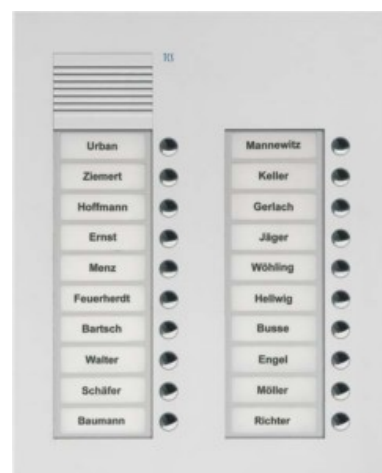 TCS
Urban
Ziemert
Hoffmann
Ernst
Menz
Feuerherdt
Bartsch
Walter
Schäfer
Baumann
Mannewitz
Keller
Gerlach
Jäger
Wöhling
Hellwig
Busse
Engel
Möller
Richter